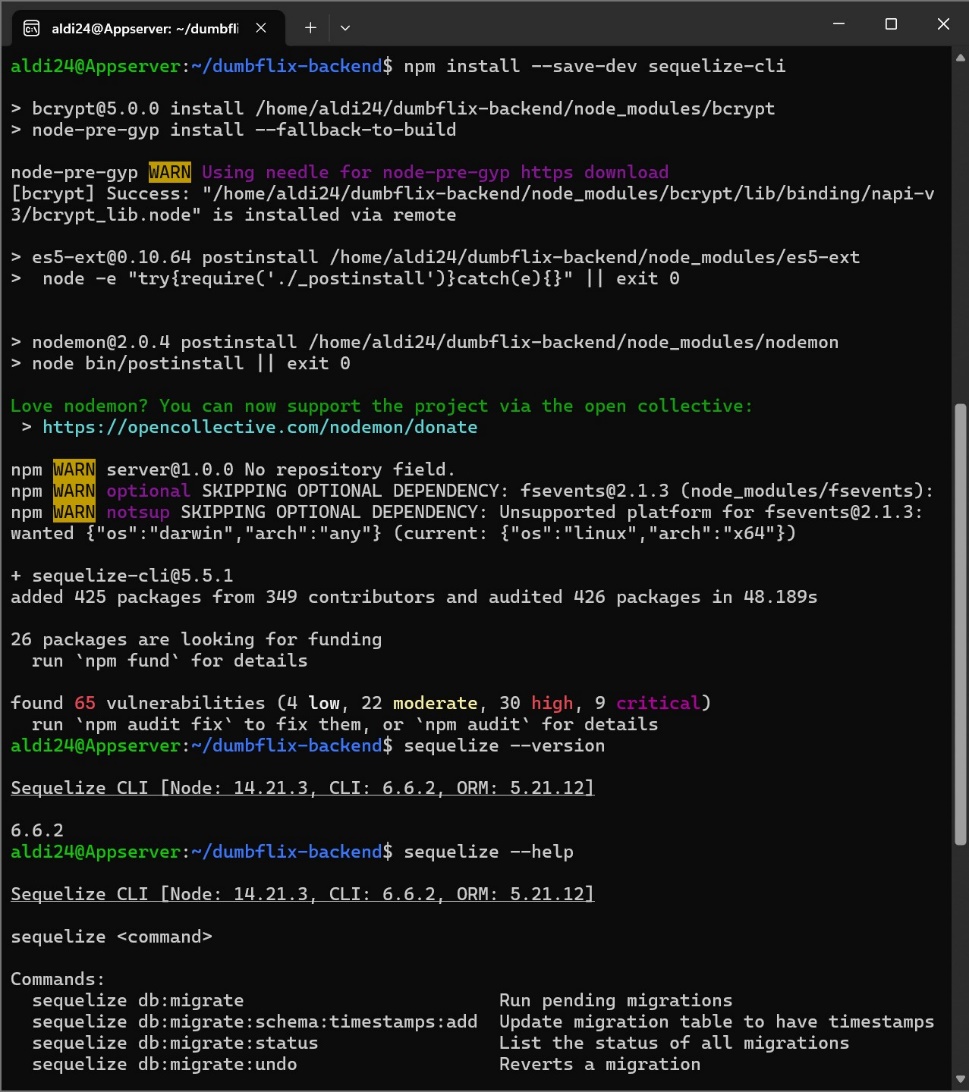 aldi24@Appserver: ~/dumbfli
aldi24@Appserver:~/dumbflix-backend$ npm install --save-dev sequelize-cli
> bcrypt@5.0.0 install /home/aldi24/dumbflix-backend/node_modules/bcrypt
> node-pre-gyp install --fallback-to-build
node-pre-gyp WARN Using needle for node-pre-gyp https download
[bcrypt] Success: "/home/aldi24/dumbflix-backend/node_modules/bcrypt/lib/binding/napi-v
3/bcrypt_lib.node" is installed via remote
> es5-ext@0.10.64 postinstall /home/aldi24/dumbflix-backend/node_modules/es5-ext
>  node -e "try{require('./_postinstall')}catch(e){}" || exit 0
> nodemon@2.0.4 postinstall /home/aldi24/dumbflix-backend/node_modules/nodemon
> node bin/postinstall || exit 0
Love nodemon? You can now support the project via the open collective:
 > https://opencollective.com/nodemon/donate
npm WARN server@1.0.0 No repository field.
npm WARN optional SKIPPING OPTIONAL DEPENDENCY: fsevents@2.1.3 (node_modules/fsevents):
npm WARN notsup SKIPPING OPTIONAL DEPENDENCY: Unsupported platform for fsevents@2.1.3:
wanted {"os":"darwin","arch":"any"} (current: {"os":"linux","arch":"x64"})
+ sequelize-cli@5.5.1
added 425 packages from 349 contributors and audited 426 packages in 48.189s
26 packages are looking for funding
  run `npm fund` for details
found 65 vulnerabilities (4 low, 22 moderate, 30 high, 9 critical)
  run `npm audit fix` to fix them, or `npm audit` for details
aldi24@Appserver:~/dumbflix-backend$ sequelize --version
Sequelize CLI [Node: 14.21.3, CLI: 6.6.2, ORM: 5.21.12]
6.6.2
aldi24@Appserver:~/dumbflix-backend$ sequelize --help
Sequelize CLI [Node: 14.21.3, CLI: 6.6.2, ORM: 5.21.12]
sequelize <command>
Commands:
  sequelize db:migrate                        Run pending migrations
  sequelize db:migrate:schema:timestamps:add  Update migration table to have timestamps
  sequelize db:migrate:status                 List the status of all migrations
  sequelize db:migrate:undo                   Reverts a migration